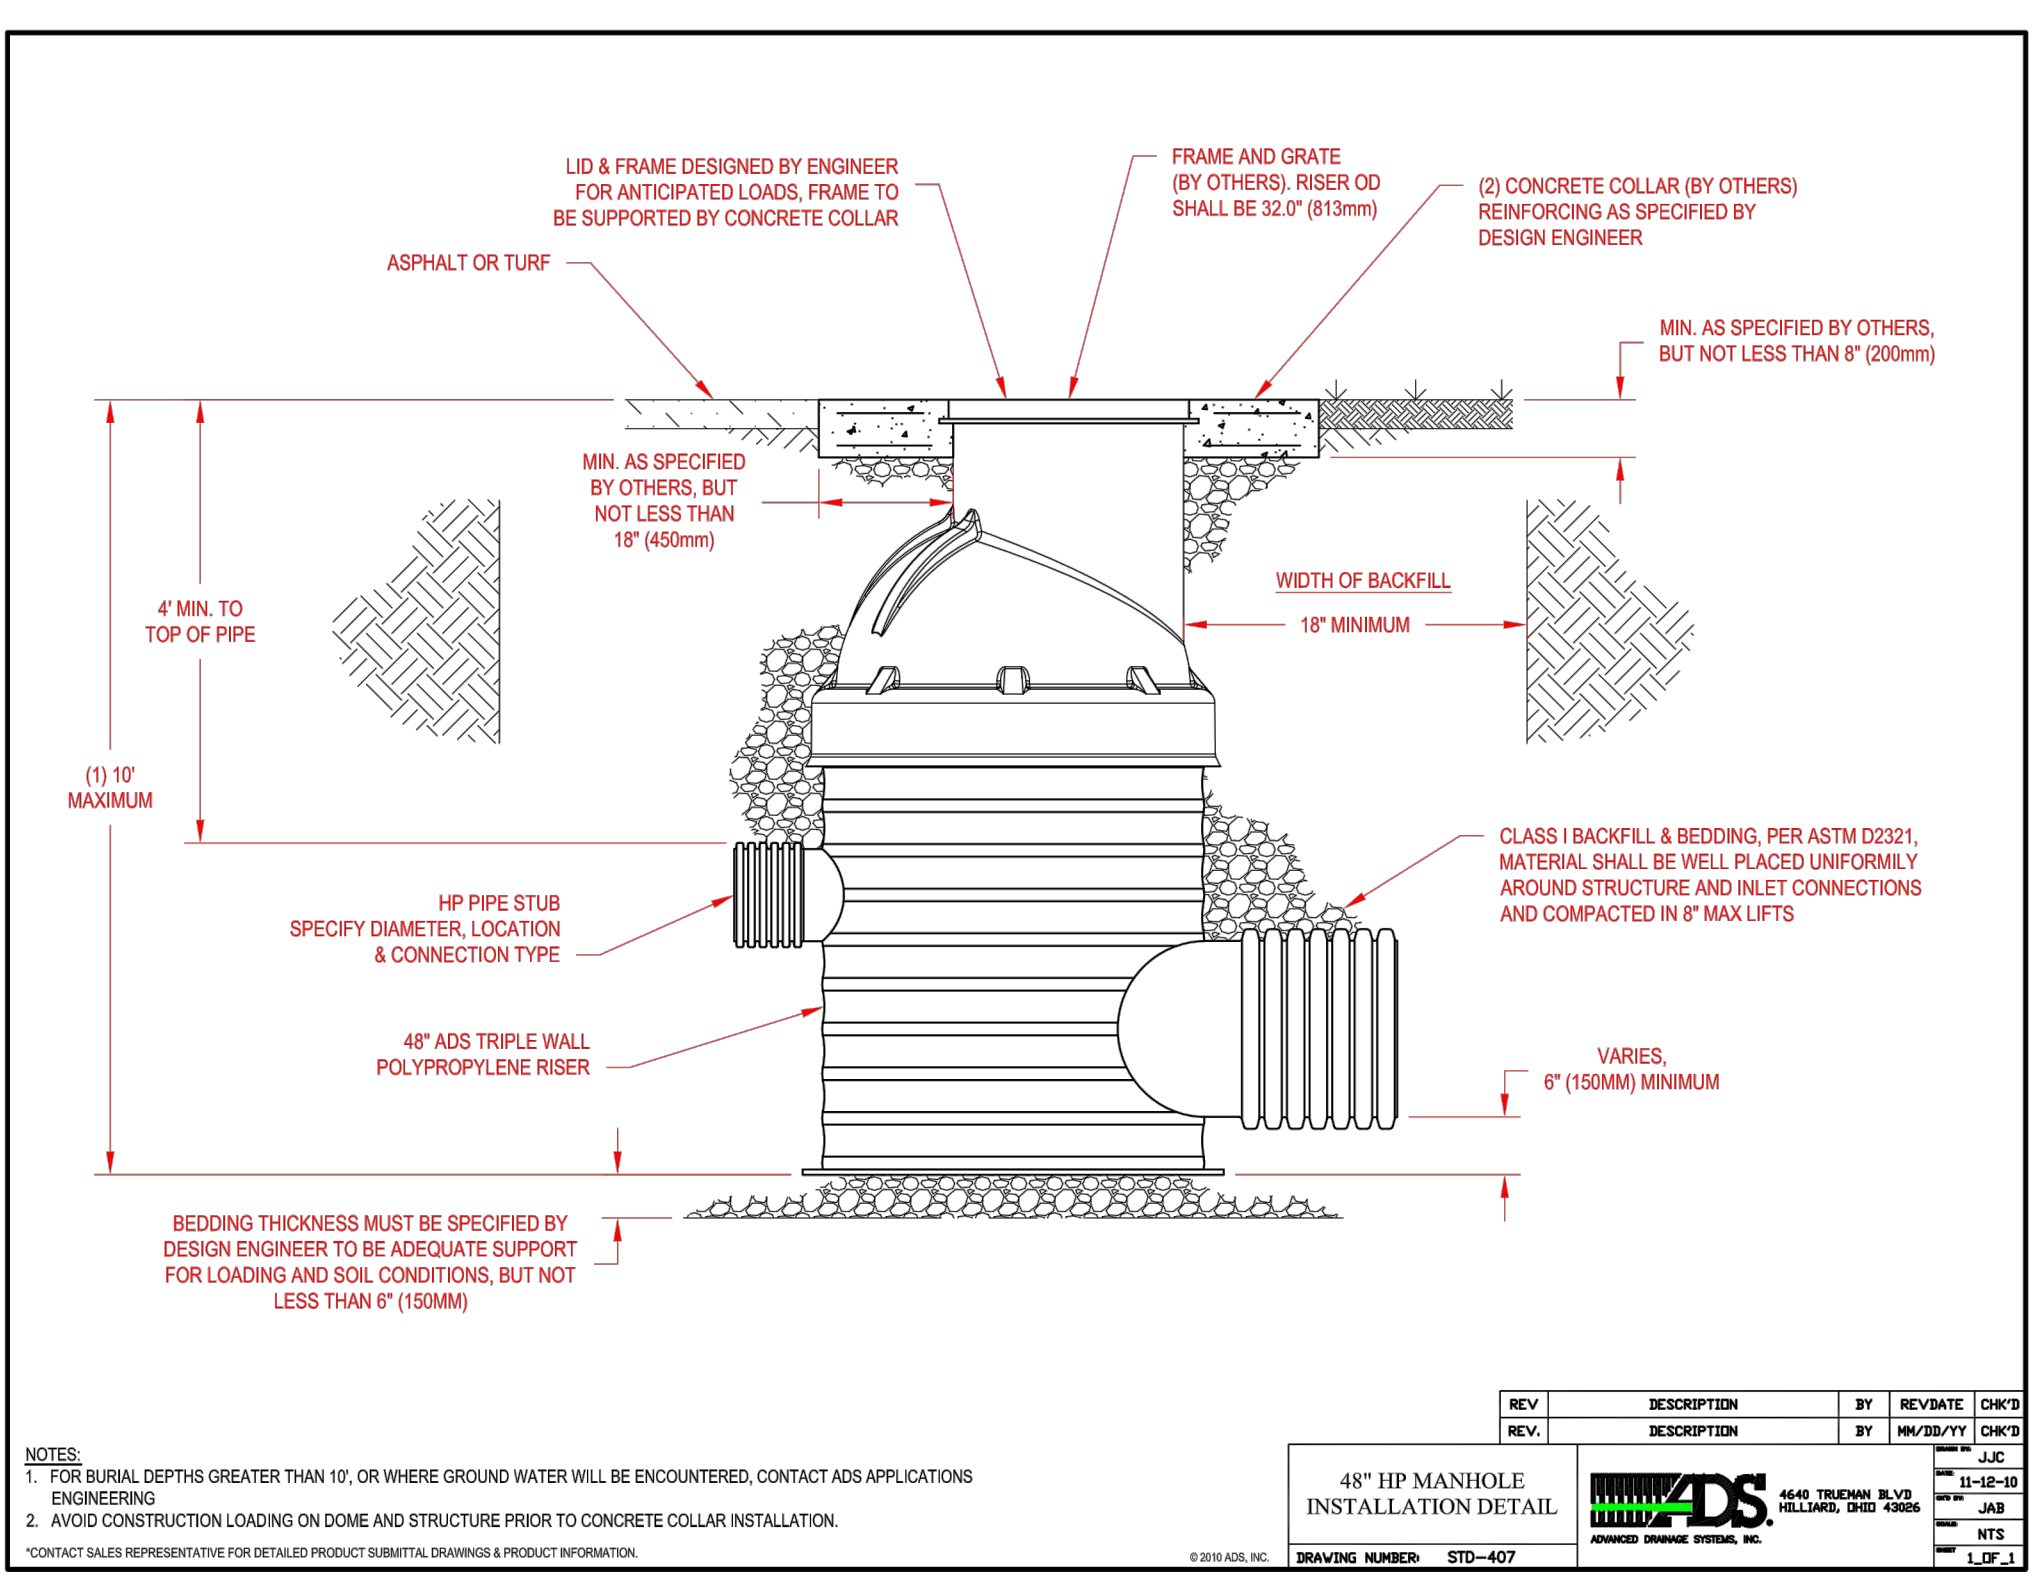 LID & FRAME DESIGNED BY ENGINEER
FOR ANTICIPATED LOADS, FRAME TO
BE SUPPORTED BY CONCRETE COLLAR
FRAME AND GRATE
(BY OTHERS). RISER OD
SHALL BE 32.0" (813mm)
(2) CONCRETE COLLAR (BY OTHERS)
REINFORCING AS SPECIFIED BY
DESIGN ENGINEER
ASPHALT OR TURF
MIN. AS SPECIFIED BY OTHERS,
BUT NOT LESS THAN 8" (200mm)
MIN. AS SPECIFIED
BY OTHERS, BUT
NOT LESS THAN
18" (450mm)
WIDTH OF BACKFILL
18" MINIMUM
4' MIN. TO
TOP OF PIPE
(1) 10'
MAXIMUM
CLASS I BACKFILL & BEDDING, PER ASTM D2321,
MATERIAL SHALL BE WELL PLACED UNIFORMILY
AROUND STRUCTURE AND INLET CONNECTIONS
AND COMPACTED IN 8" MAX LIFTS
HP PIPE STUB
SPECIFY DIAMETER, LOCATION
& CONNECTION TYPE
48" ADS TRIPLE WALL
POLYPROPYLENE RISER
VARIES,
6" (150MM) MINIMUM
BEDDING THICKNESS MUST BE SPECIFIED BY
DESIGN ENGINEER TO BE ADEQUATE SUPPORT
FOR LOADING AND SOIL CONDITIONS, BUT NOT
LESS THAN 6" (150MM)
NOTES:
1. FOR BURIAL DEPTHS GREATER THAN 10', OR WHERE GROUND WATER WILL BE ENCOUNTERED, CONTACT ADS APPLICATIONS
ENGINEERING
2. AVOID CONSTRUCTION LOADING ON DOME AND STRUCTURE PRIOR TO CONCRETE COLLAR INSTALLATION.
*CONTACT SALES REPRESENTATIVE FOR DETAILED PRODUCT SUBMITTAL DRAWINGS & PRODUCT INFORMATION.
© 2010 ADS, INC.
REV DESCRIPTION BY REVDATE CHK'D
REV. DESCRIPTION BY MM/DD/YY CHK'D
48" HP MANHOLE
INSTALLATION DETAIL
DRAWING NUMBER: STD-407
ADS.
ADVANCED DRAINAGE SYSTEMS, INC.
4640 TRUEMAN BLVD
HILLIARD, OHIO 43026
DRAWN BY:
JJC
DATE:
11-12-10
CK'D BY:
JAB
SCALE:
NTS
SHEET
1_OF_1